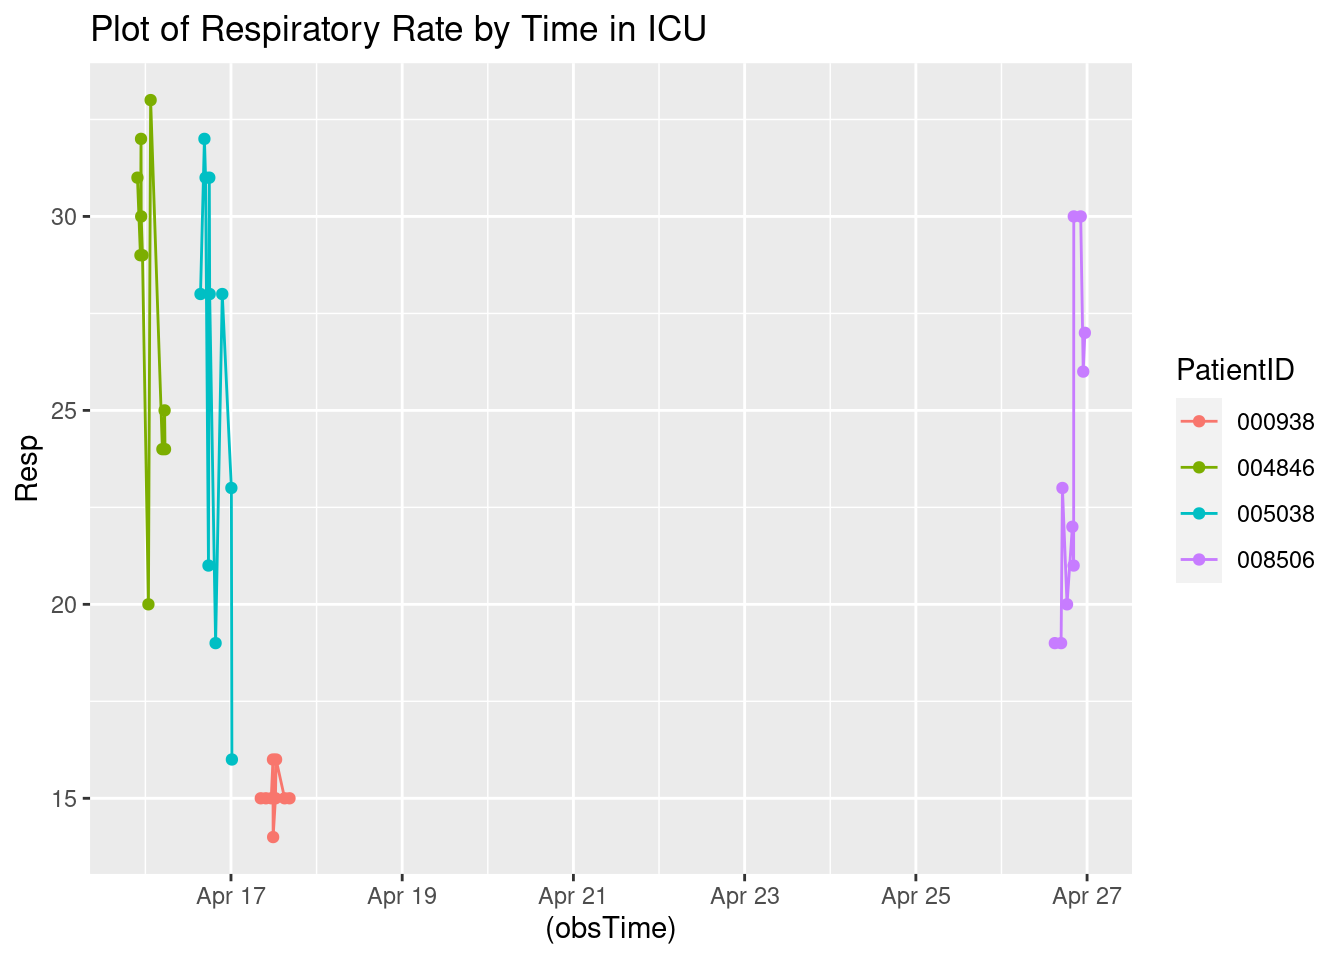 Plot of Respiratory Rate by Time in ICU
Resp
30
25
20
15
Apr 17 Apr 19 Apr 21 Apr 23 Apr 25 Apr 27
(obsTime)
PatientID
000938
004846
005038
008506